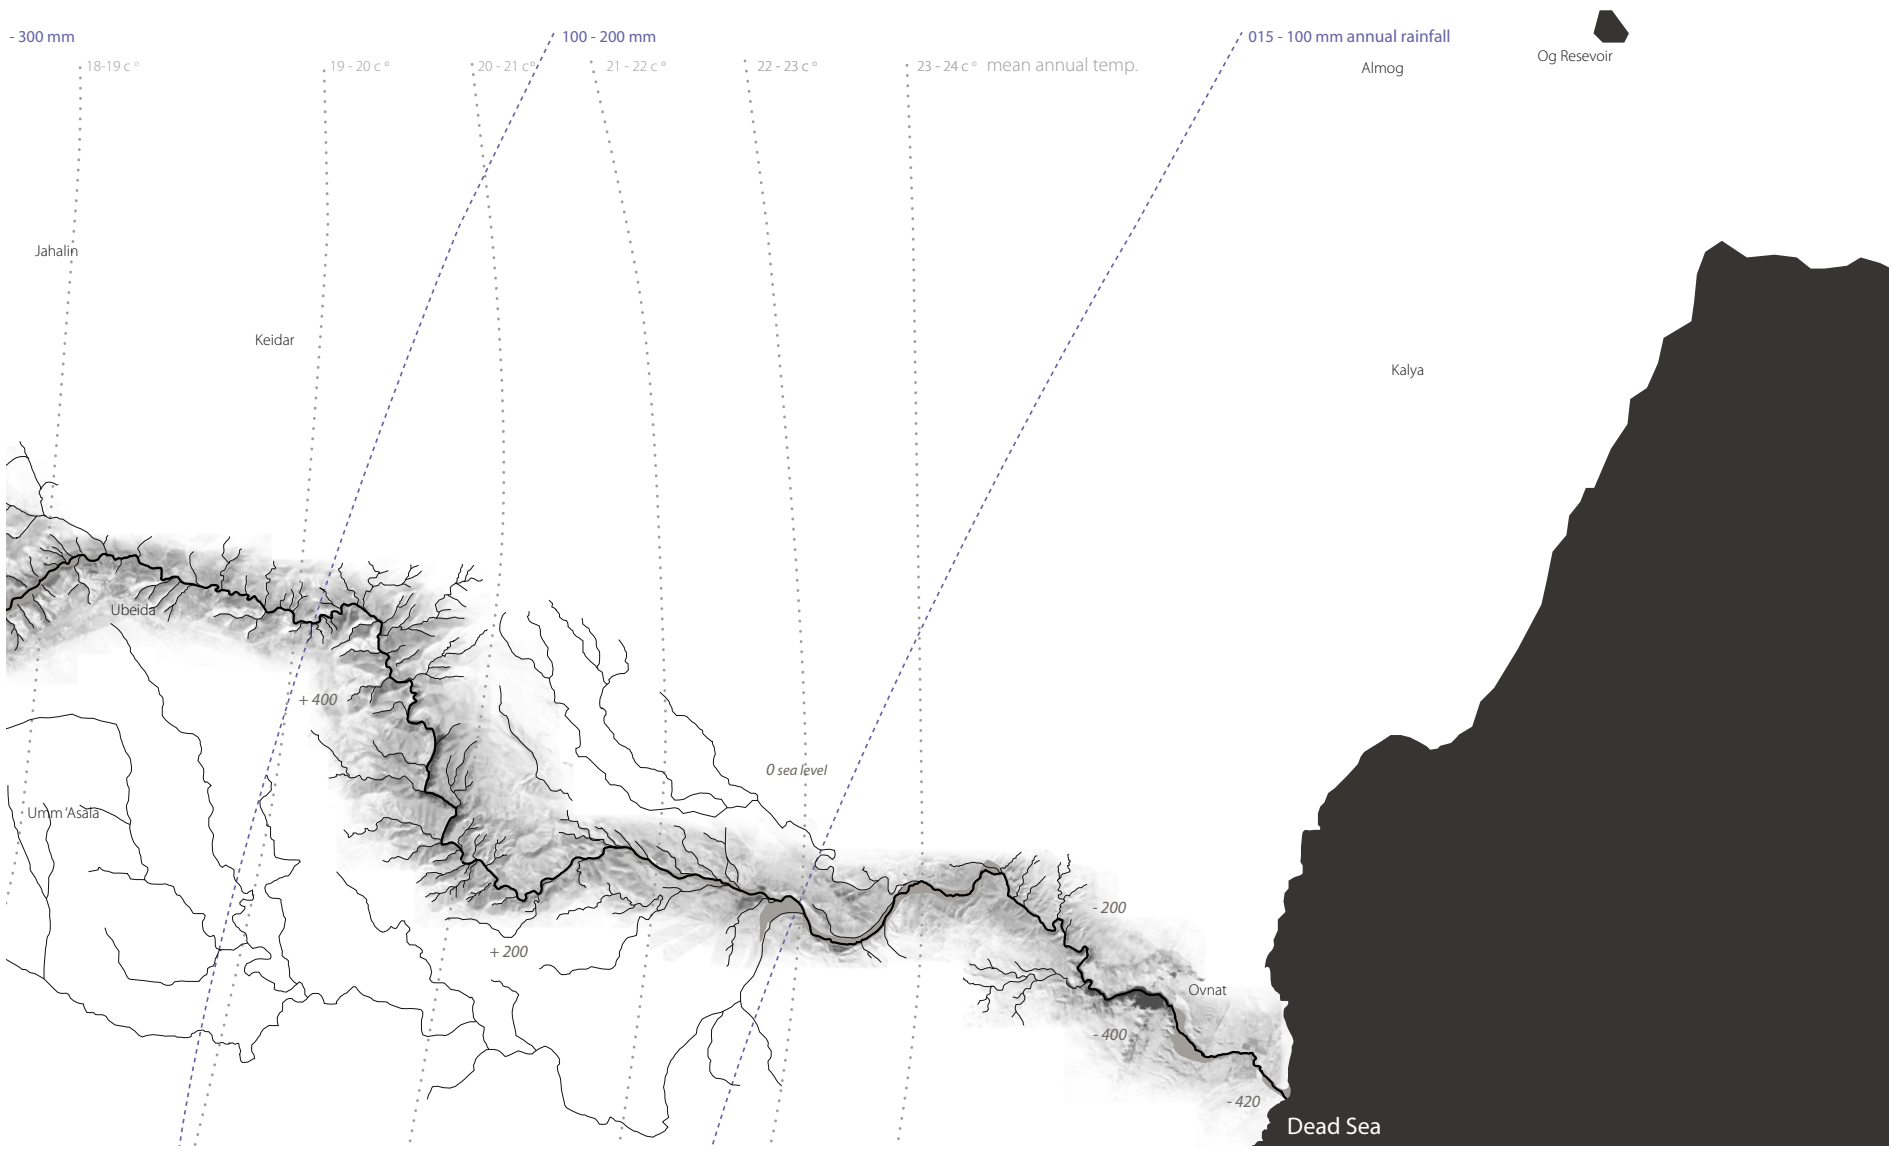 - 300 mm
100 - 200 mm
015 - 100 mm annual rainfall
18-19 c °
19 - 20 c °
20 - 21 c °
21 - 22 c °
22 - 23 c °
23 - 24 c ° mean annual temp.
Og Resevoir
Almog
Jahalin
Keidar
Kalya
Ubeida
+ 400
0 sea level
Umm 'Asala
- 200
+ 200
Ovnat
- 400
- 420
Dead Sea